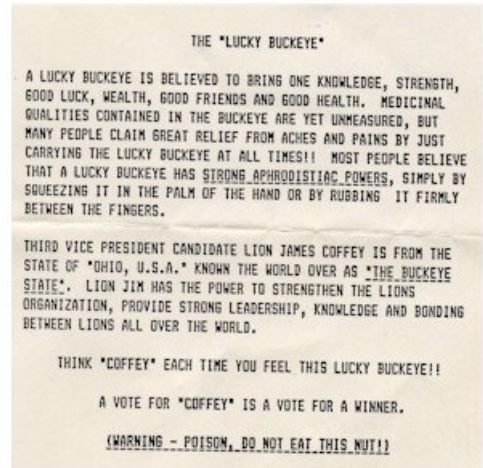 THE "LUCKY BUCKEYE"
A LUCKY BUCKEYE IS BELIEVED TO BRING ONE KNOWLEDGE, STRENGTH,
GOOD LUCK, WEALTH, GOOD FRIENDS AND GOOD HEALTH. MEDICINAL
QUALITIES CONTAINED IN THE BUCKEYE ARE YET UNMEASURED, BUT
MANY PEOPLE CLAIM GREAT RELIEF FROM ACHES AND PAINS BY JUST
CARRYING THE LUCKY BUCKEYE AT ALL TIMES!! MOST PEOPLE BELIEVE
THAT A LUCKY BUCKEYE HAS STRONG APHRODISTIAC POWERS, SIMPLY BY
SQUEEZING IT IN THE PALM OF THE HAND OR BY RUBBING IT FIRMLY
BETWEEN THE FINGERS.
THIRD VICE PRESIDENT CANDIDATE LION JAMES COFFEY IS FROM THE
STATE OF "OHIO, U.S.A." KNOWN THE WORLD OVER AS "THE BUCKEYE
STATE". LION JIM HAS THE POWER TO STRENGTHEN THE LIONS
ORGANIZATION, PROVIDE STRONG LEADERSHIP, KNOWLEDGE AND BONDING
BETWEEN LIONS ALL OVER THE WORLD.
THINK "COFFEY" EACH TIME YOU FEEL THIS LUCKY BUCKEYE!!
A VOTE FOR "COFFEY" IS A VOTE FOR A WINNER.
(WARNING - POISON, DO NOT EAT THIS NUT!)